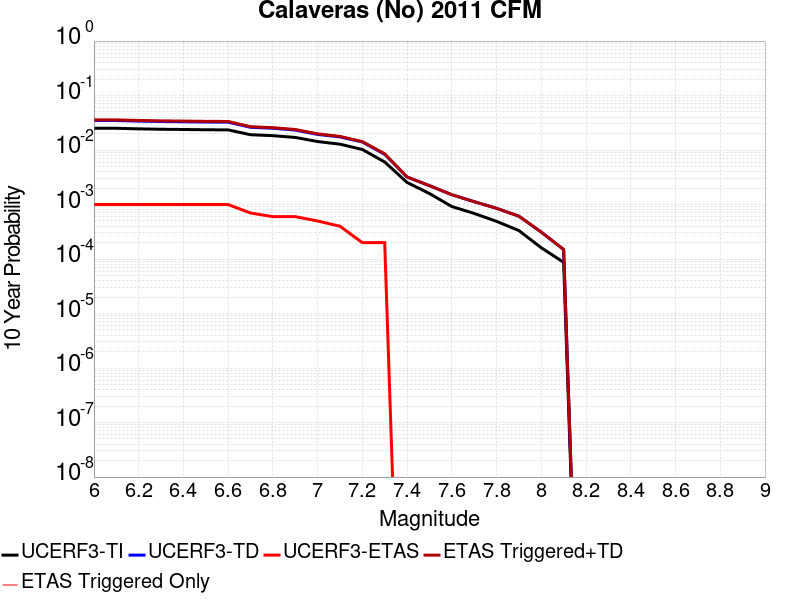 Calaveras (No) 2011 CFM
10 0
10 -1
10 -2
10 -3
10 -4
10 -5
10 -6
10 -7
10 -8
10 Year Probability
6 6.2 6.4 6.6 6.8 7 7.2 7.4 7.6 7.8 8 8.2 8.4 8.6 8.8 9
Magnitude
UCERF3-TI UCERF3-TD UCERF3-ETAS ETAS Triggered+TD
ETAS Triggered Only